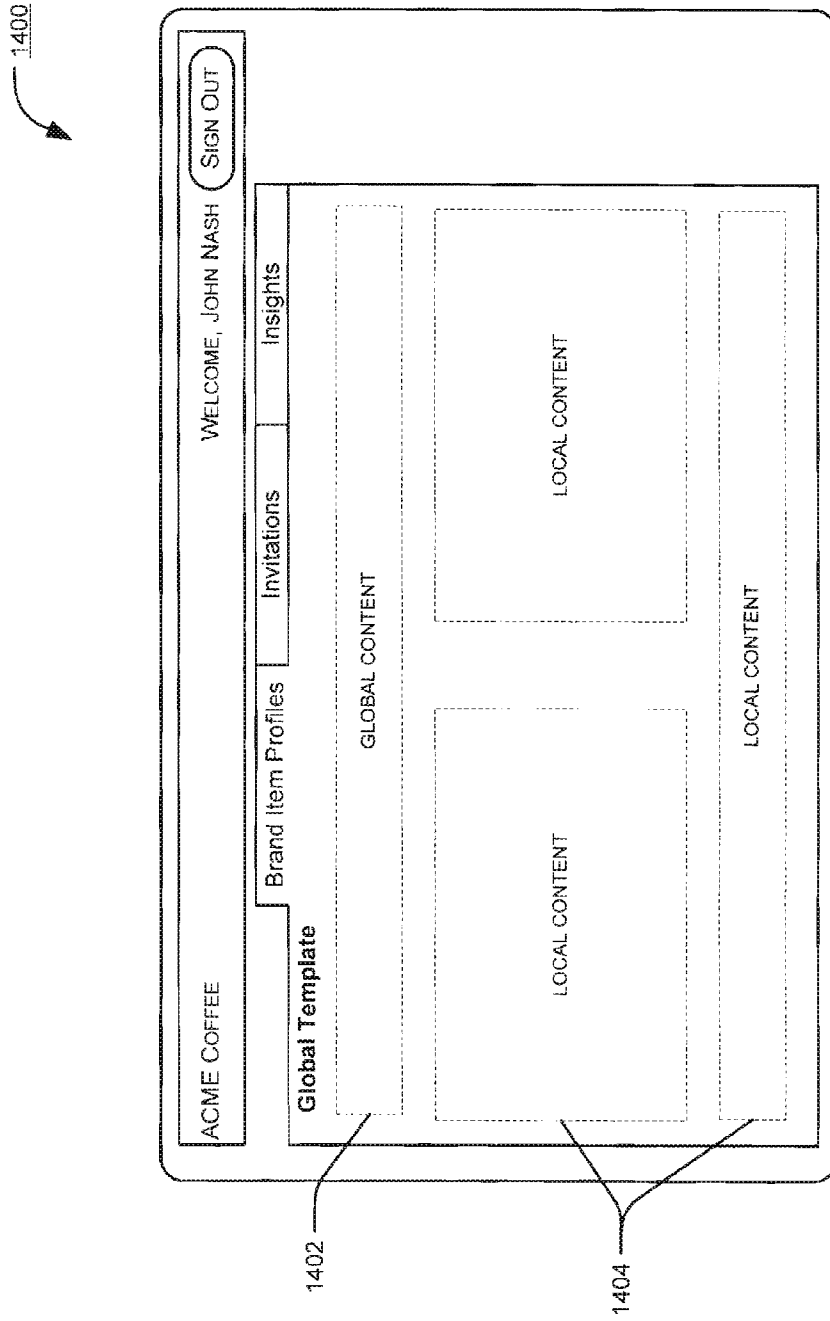 1400
ACME COFFEE WELCOME, JOHN NASH SIGN OUT
Global Template Brand Item Profiles Invitations Insights
1402
GLOBAL CONTENT
LOCAL CONTENT LOCAL CONTENT
1404
LOCAL CONTENT